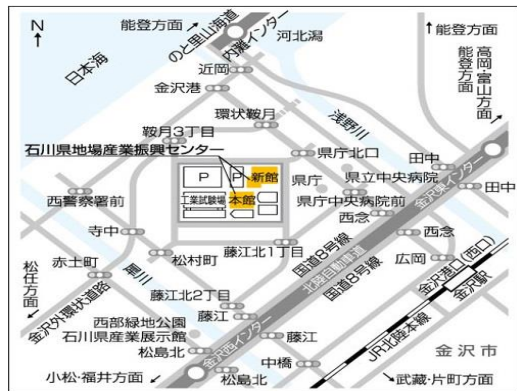 N
能登方面
のと里山海道
内灘インター
河北潟
能登方面
高岡・富山方面
能登方面
日本海
近岡
金沢港
環状鞍月
浅野川
鞍月3丁目
石川県地場産業振興センター
県庁北口
田中
P
P
新館
県庁
県立中央病院
金沢東インター
田中
西警察署前
工業試験場
本館
県庁中央病院前
西念
寺中
藤江北1丁目
国道8号線
西念
松任方面
赤土町
松村町
犀川
北陸自動車道
広岡
金沢港口(西口)
金沢駅
金沢外環状道路
藤江北2丁目
国道8号線
西部緑地公園
藤江
石川県産業展示館
金沢西インター
藤江
JR北陸本線
金沢市
松島北
中橋
小松・福井方面
松島北
武蔵・片町方面